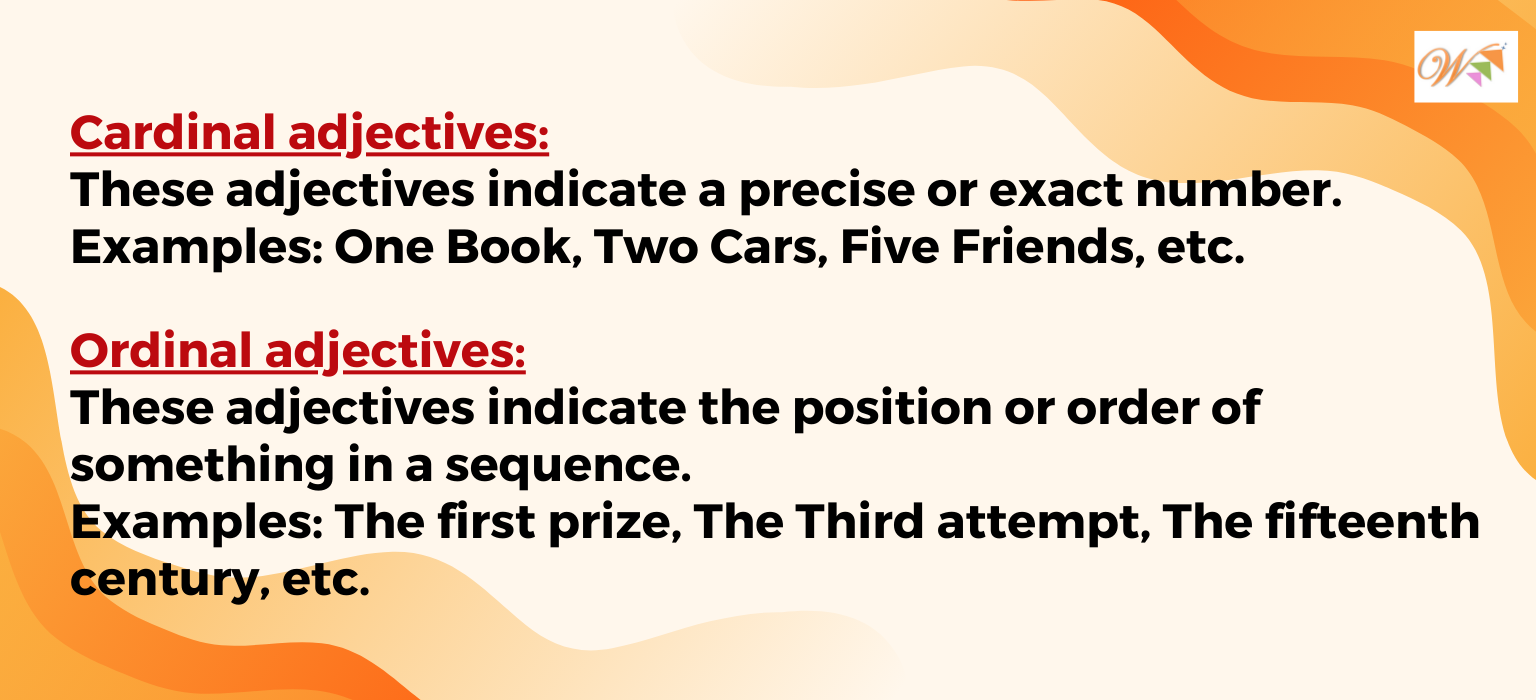 W
Cardinal adjectives:
These adjectives indicate a precise or exact number.
Examples: One Book, Two Cars, Five Friends, etc.
Ordinal adjectives:
These adjectives indicate the position or order of
something in a sequence.
Examples: The first prize, The Third attempt, The fifteenth
century, etc.